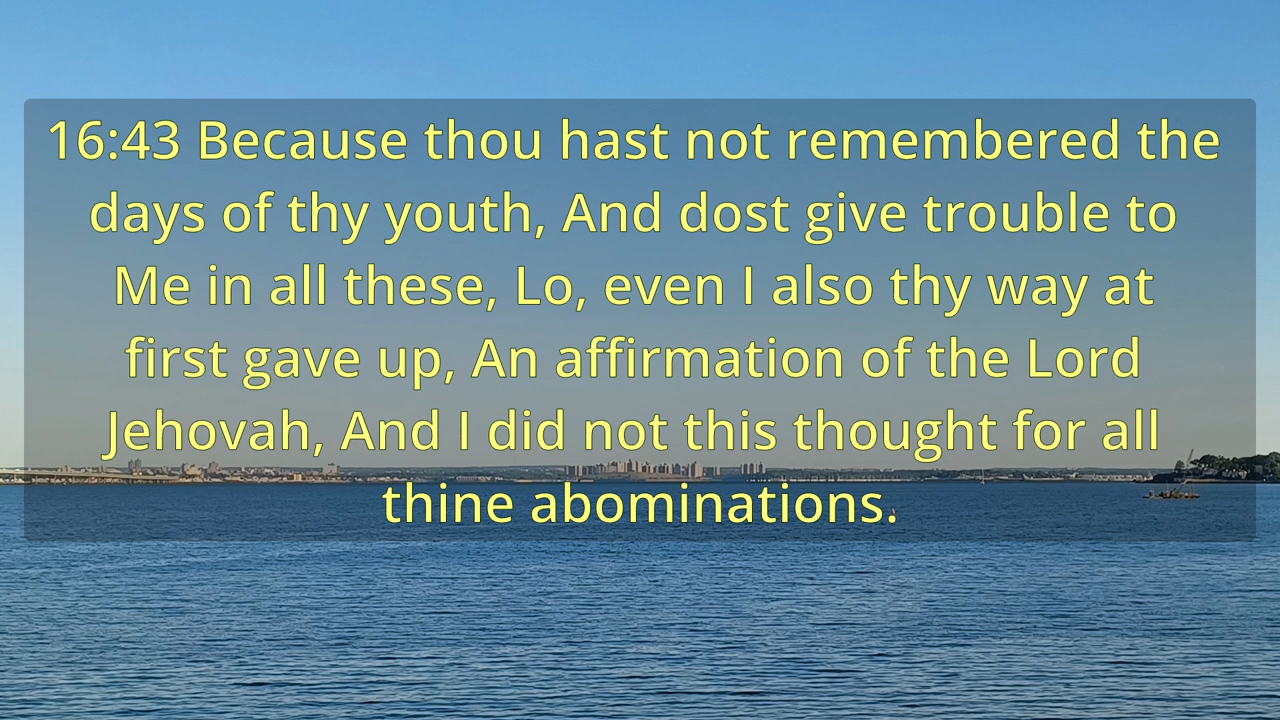 16:43 Because thou hast not remembered the
days of thy youth, And dost give trouble to
Me in all these, Lo, even I also thy way at
first gave up, An affirmation of the Lord
Jehovah, And I did not this thought for all
thine abominations.